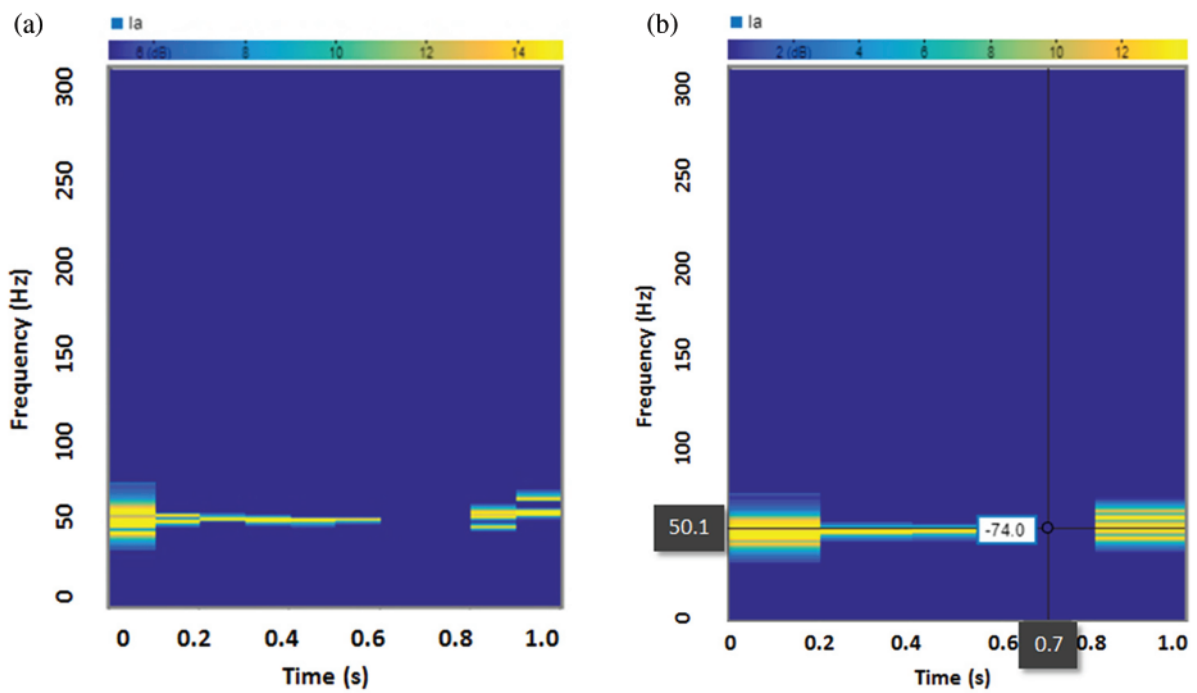 (a)
Ia
6 (dB) 8 10 12 14
300
250
200
150
100
50
0
Frequency (Hz)
0 0.2 0.4 0.6 0.8 1.0
Time (s)
(b)
Ia
2 (dB) 4 6 8 10 12
300
250
200
150
100
50.1
0
Frequency (Hz)
-74.0
0 0.2 0.4 0.6 0.7 0.8 1.0
Time (s)